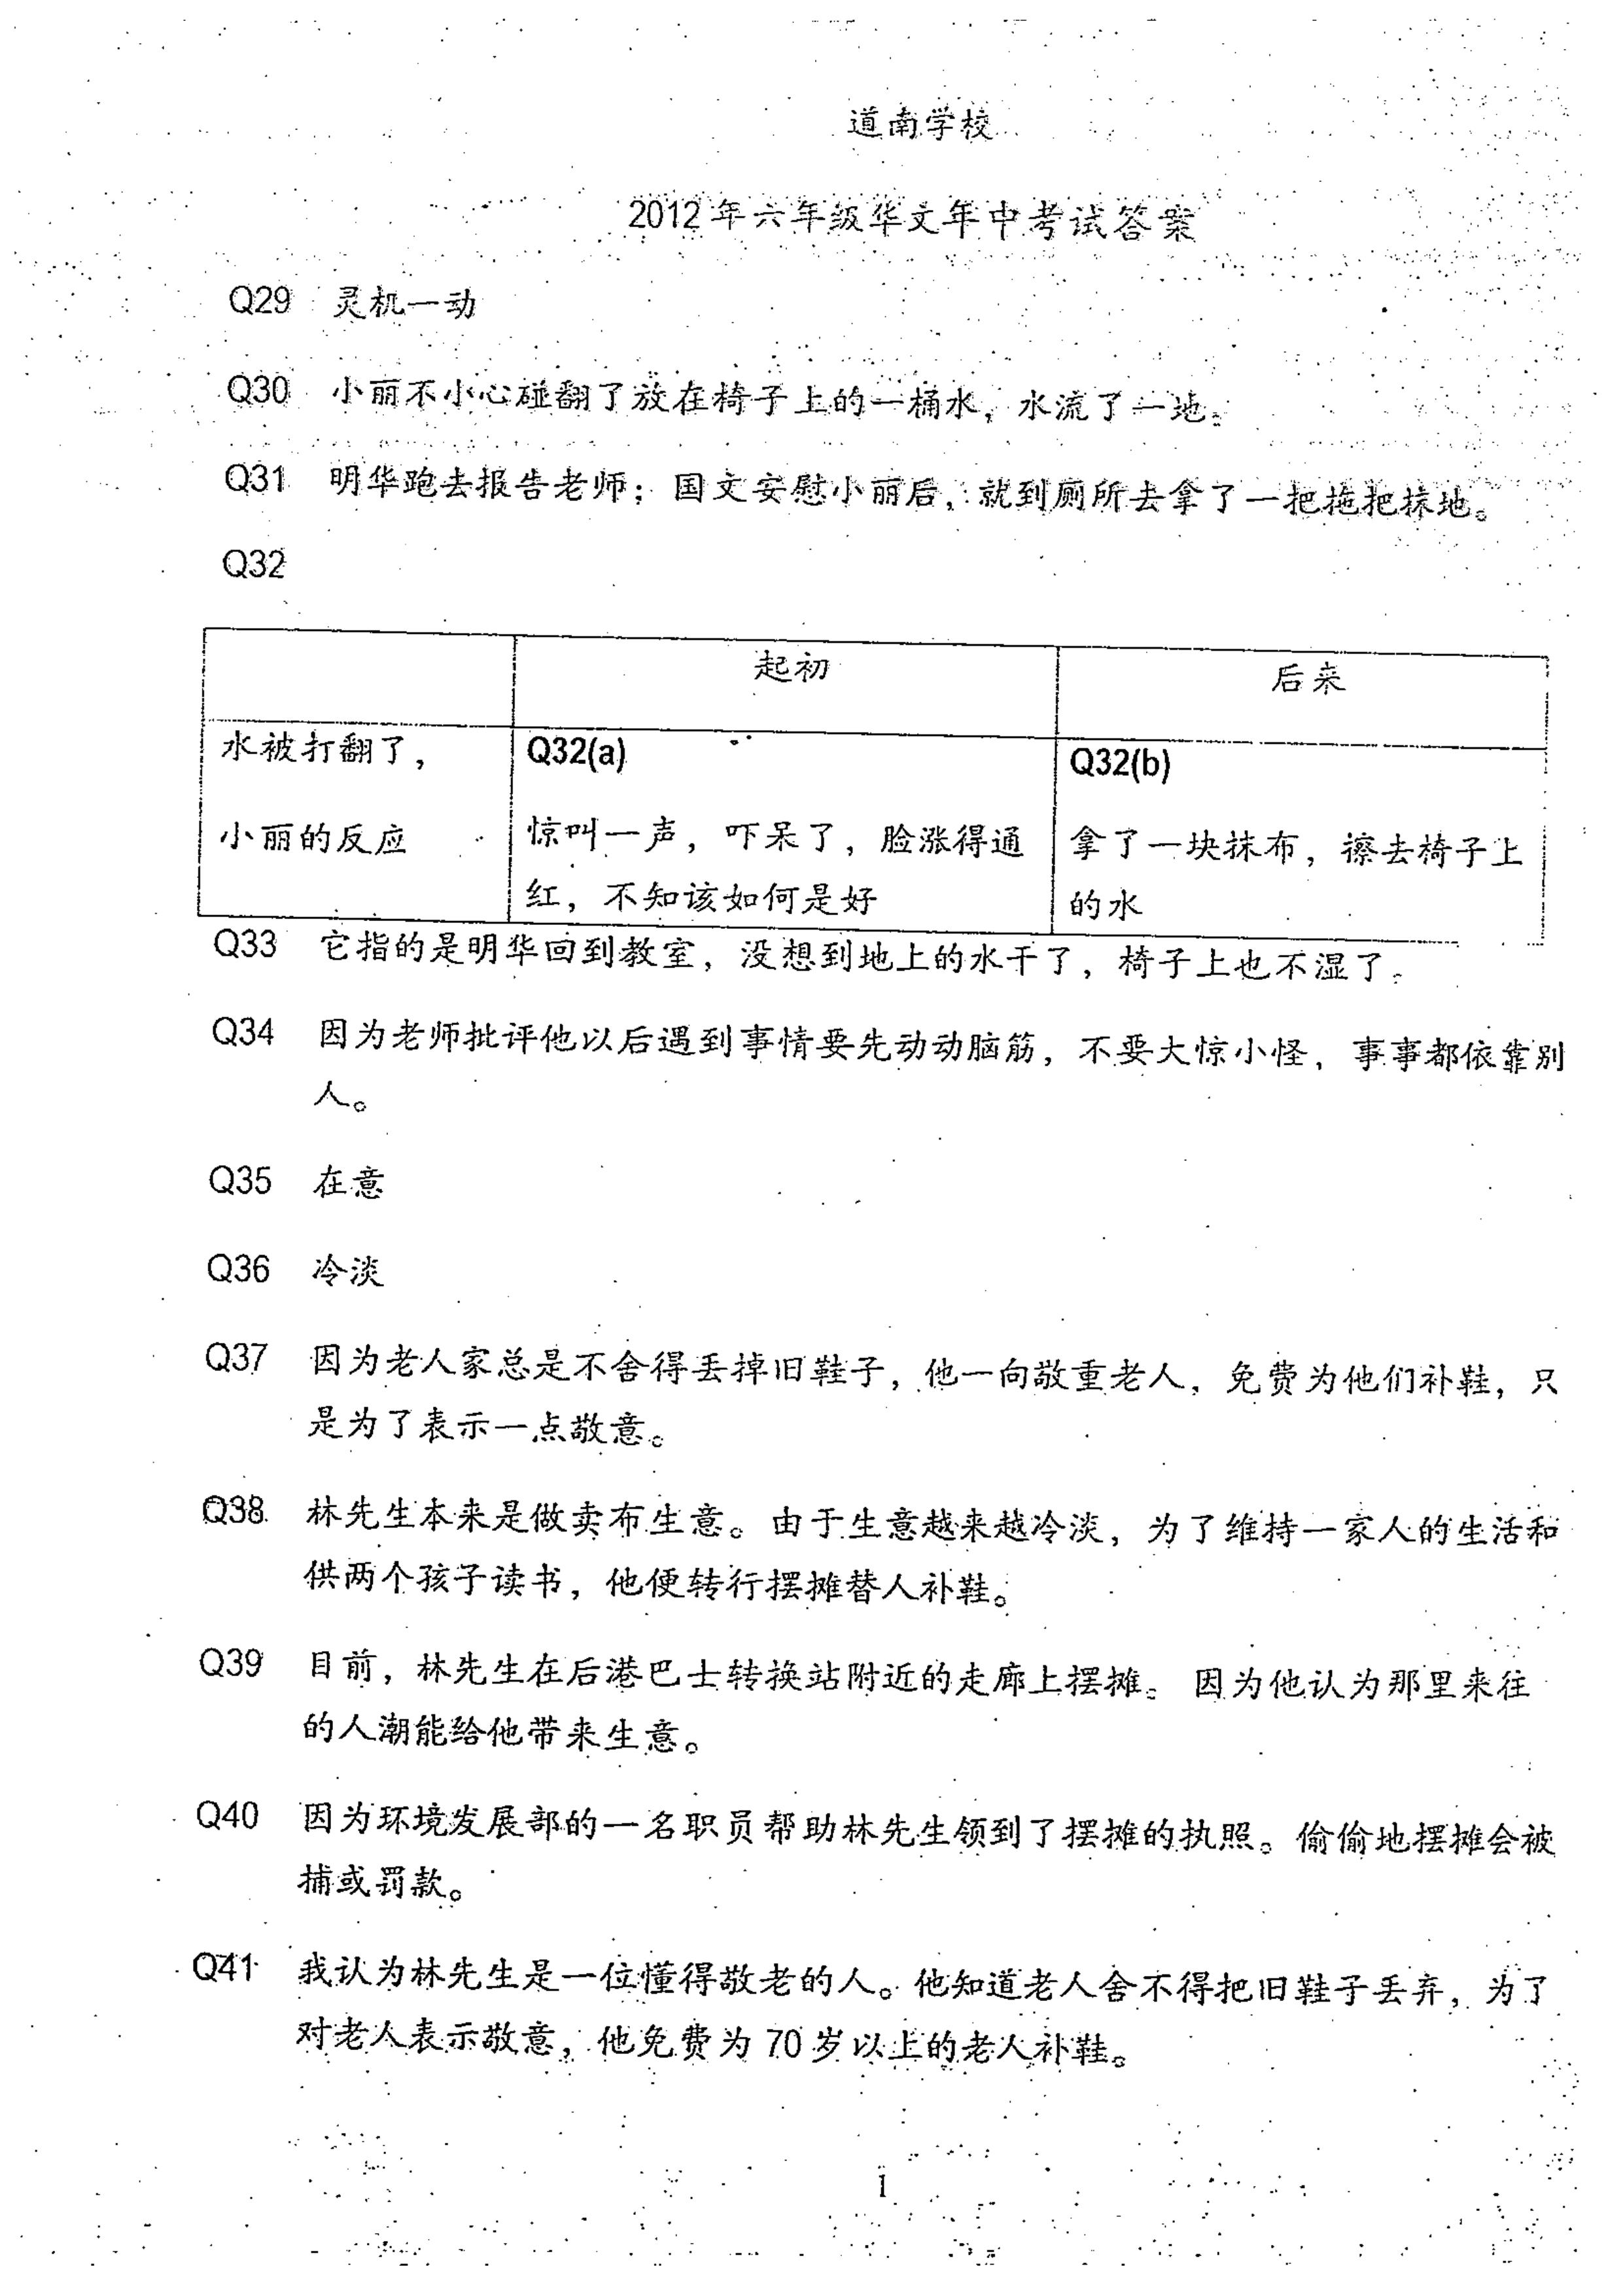 道南学校
2012年六年级华文年中考试答案
Q29 灵机一动
Q30 小丽不小心碰翻了放在椅子上的一桶水，水流了一地。
Q31 明华跑去报告老师；国文安慰小丽后，就到厕所去拿了一把拖把抹地。
Q32
起初 后来
水被打翻了， Q32(a) Q32(b)
小丽的反应 惊叫一声，吓呆了，脸涨得通 拿了一块抹布，擦去椅子上
红，不知该如何是好 的水
Q33 它指的是明华回到教室，没想到地上的水干了，椅子上也不湿了。
Q34 因为老师批评他以后遇到事情要先动动脑筋，不要大惊小怪，事事都依靠别
人。
Q35 在意
Q36 冷淡
Q37 因为老人家总是不舍得丢掉旧鞋子，他一向敬重老人，免费为他们补鞋，只
是为了表示一点敬意。
Q38 林先生本来是做卖布生意。由于生意越来越冷淡，为了维持一家人的生活和
供两个孩子读书，他便转行摆摊替人补鞋。
Q39 目前，林先生在后港巴士转换站附近的走廊上摆摊。因为他认为那里来往
的人潮能给他带来生意。
Q40 因为环境发展部的一名职员帮助林先生领到了摆摊的执照。偷偷地摆摊会被
捕或罚款。
Q41 我认为林先生是一位懂得敬老的人。他知道老人舍不得把旧鞋子丢弃，为了
对老人表示敬意，他免费为70岁以上的老人补鞋。
1